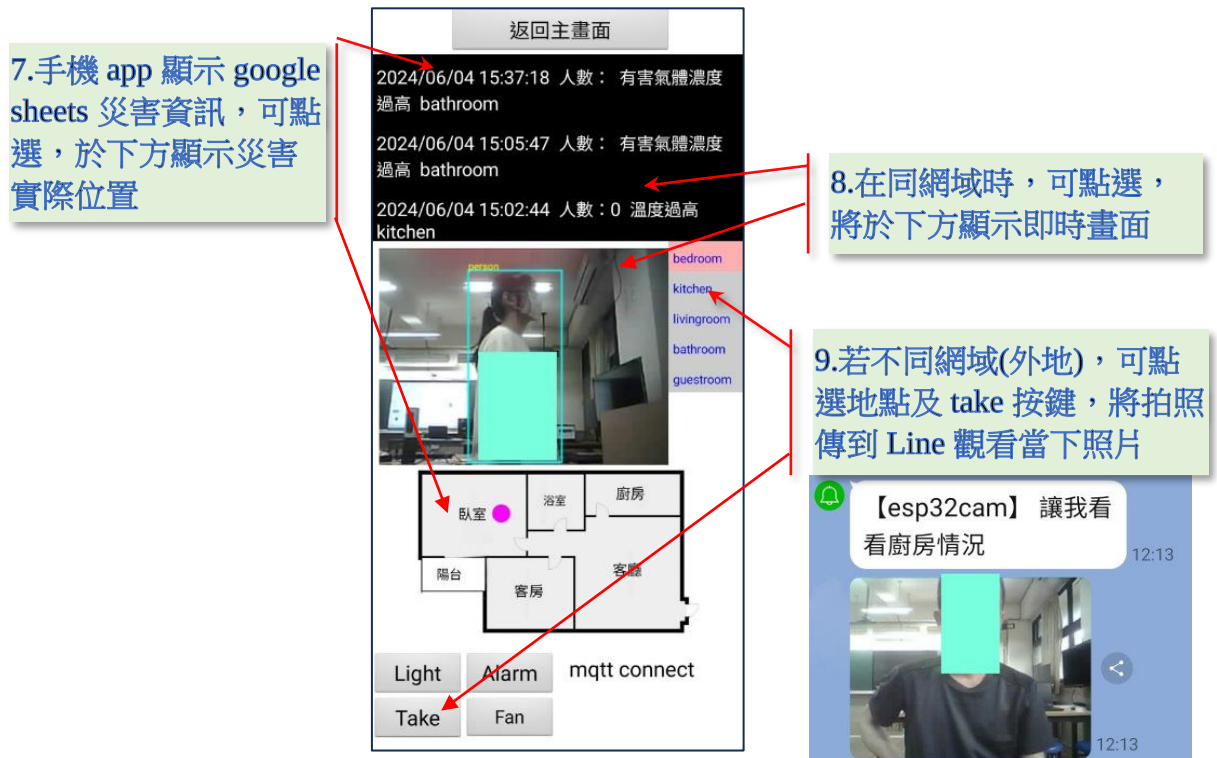 7.手機 app 顯示 google
sheets 災害資訊，可點
選，於下方顯示災害
實際位置
返回主畫面
2024/06/04 15:37:18 人數： 有害氣體濃度
過高 bathroom
2024/06/04 15:05:47 人數： 有害氣體濃度
過高 bathroom
2024/06/04 15:02:44 人數：0 溫度過高
kitchen
person
bedroom
kitchen
livingroom
bathroom
guestroom
臥室
浴室
廚房
陽台
客房
客廳
Light
Alarm
mqtt connect
Take
Fan
8.在同網域時，可點選，
將於下方顯示即時畫面
9.若不同網域(外地)，可點
選地點及 take 按鍵，將拍照
傳到 Line 觀看當下照片
【esp32cam】 讓我看
看廚房情況
12:13
12:13